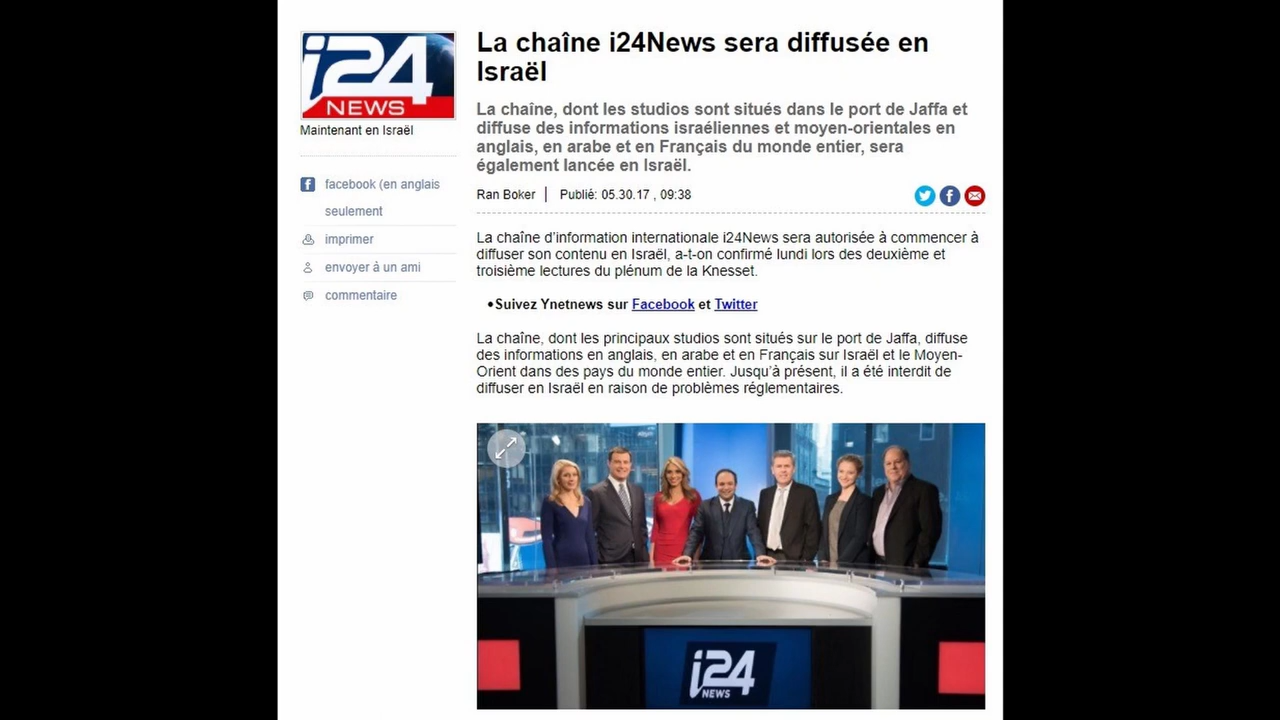 i24
NEWS
Maintenant en Israël
facebook (en anglais
seulement
imprimer
envoyer à un ami
commentaire
La chaîne i24News sera diffusée en
Israël
La chaîne, dont les studios sont situés dans le port de Jaffa et
diffuse des informations israéliennes et moyen-orientales en
anglais, en arabe et en Français du monde entier, sera
également lancée en Israël.
Ran Boker | Publié: 05.30.17 , 09:38
La chaîne d'information internationale i24News sera autorisée à commencer à
diffuser son contenu en Israël, a-t-on confirmé lundi lors des deuxième et
troisième lectures du plénum de la Knesset.
•Suivez Ynetnews sur Facebook et Twitter
La chaîne, dont les principaux studios sont situés sur le port de Jaffa, diffuse
des informations en anglais, en arabe et en Français sur Israël et le Moyen-
Orient dans des pays du monde entier. Jusqu'à présent, il a été interdit de
diffuser en Israël en raison de problèmes réglementaires.
i24
NEWS